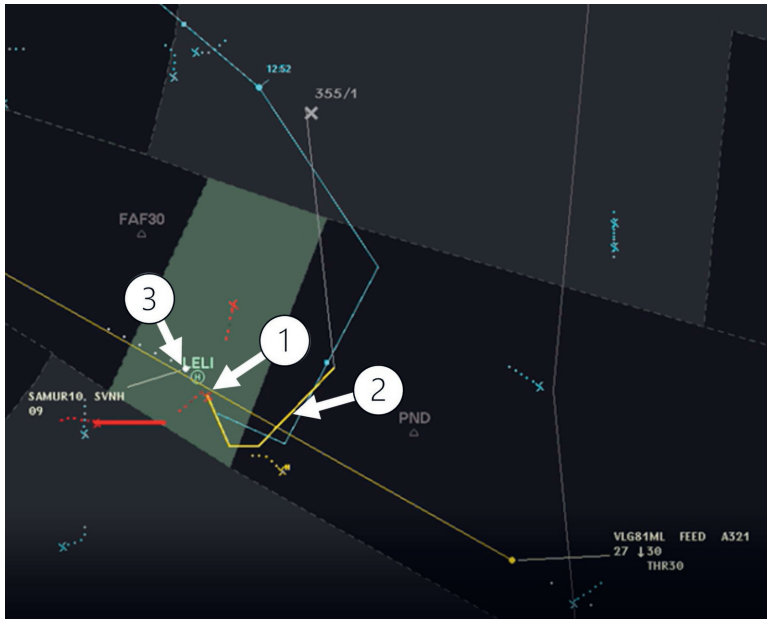 12:52
355/1
FAF30
3
LELI
H
1
2
SAMUR10, SVNH
09
PND
VLG81ML FEED A321
27 ↓30
THR30